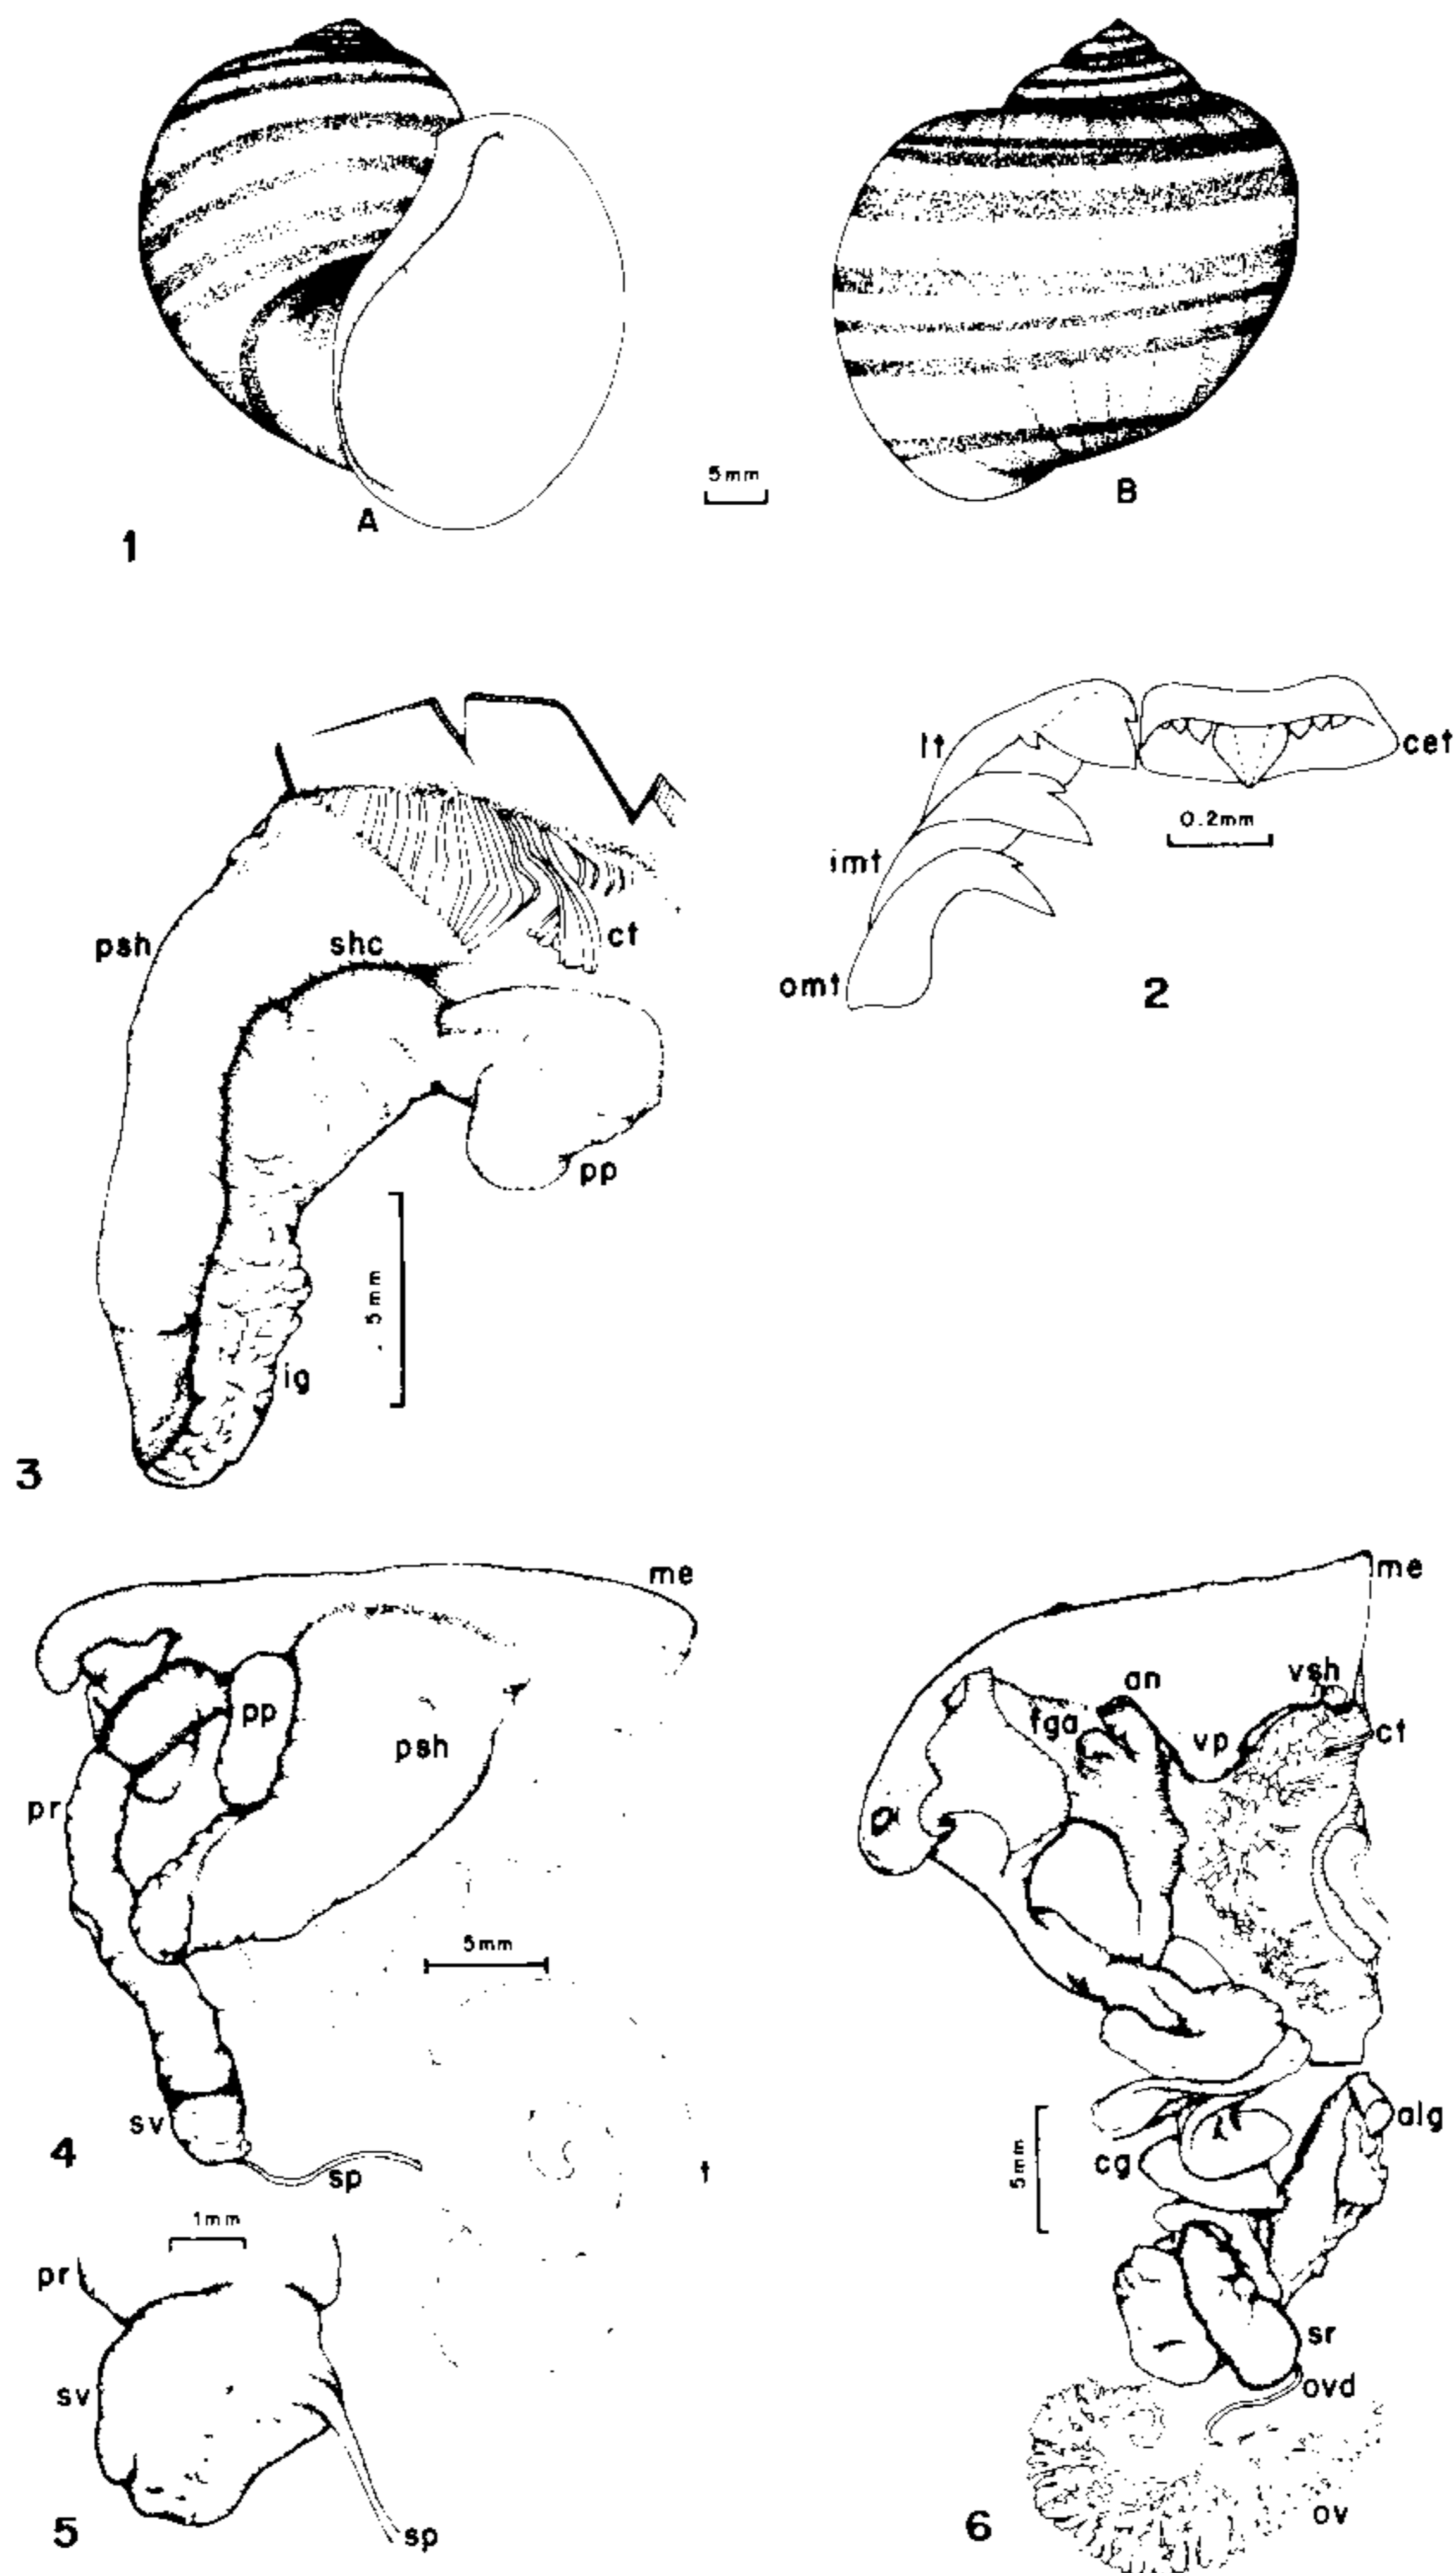 5mm
A
B
1
lt
cet
0.2mm
imt
omt
2
psh
shc
ct
pp
5mm
ig
3
me
pp
psh
pr
5mm
sv
sp
t
4
1mm
pr
sv
sp
5
me
an
vsh
fga
vp
ct
alg
cg
5mm
sr
ovd
ov
6